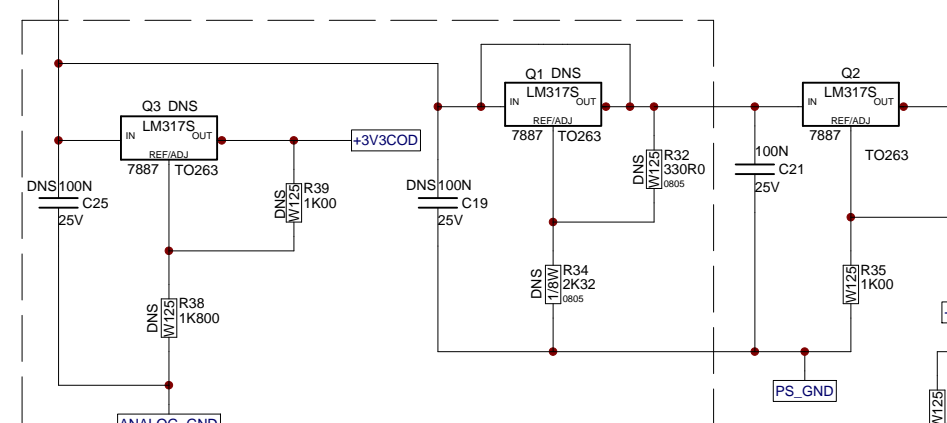 Q3 DNS
LM317S
IN
OUT
REF/ADJ
7887
TO263
+3V3COD
DNS
100N
C25
25V
DNS
W125
R39
1K00
DNS
W125
R38
1K800
ANALOG_GND
Q1 DNS
LM317S
IN
OUT
REF/ADJ
7887
TO263
DNS
100N
C19
25V
DNS
W125
R32
330R0
0805
DNS
1/8W
R34
2K32
0805
100N
C21
25V
Q2
LM317S
IN
OUT
REF/ADJ
7887
TO263
W125
R35
1K00
PS_GND
W125